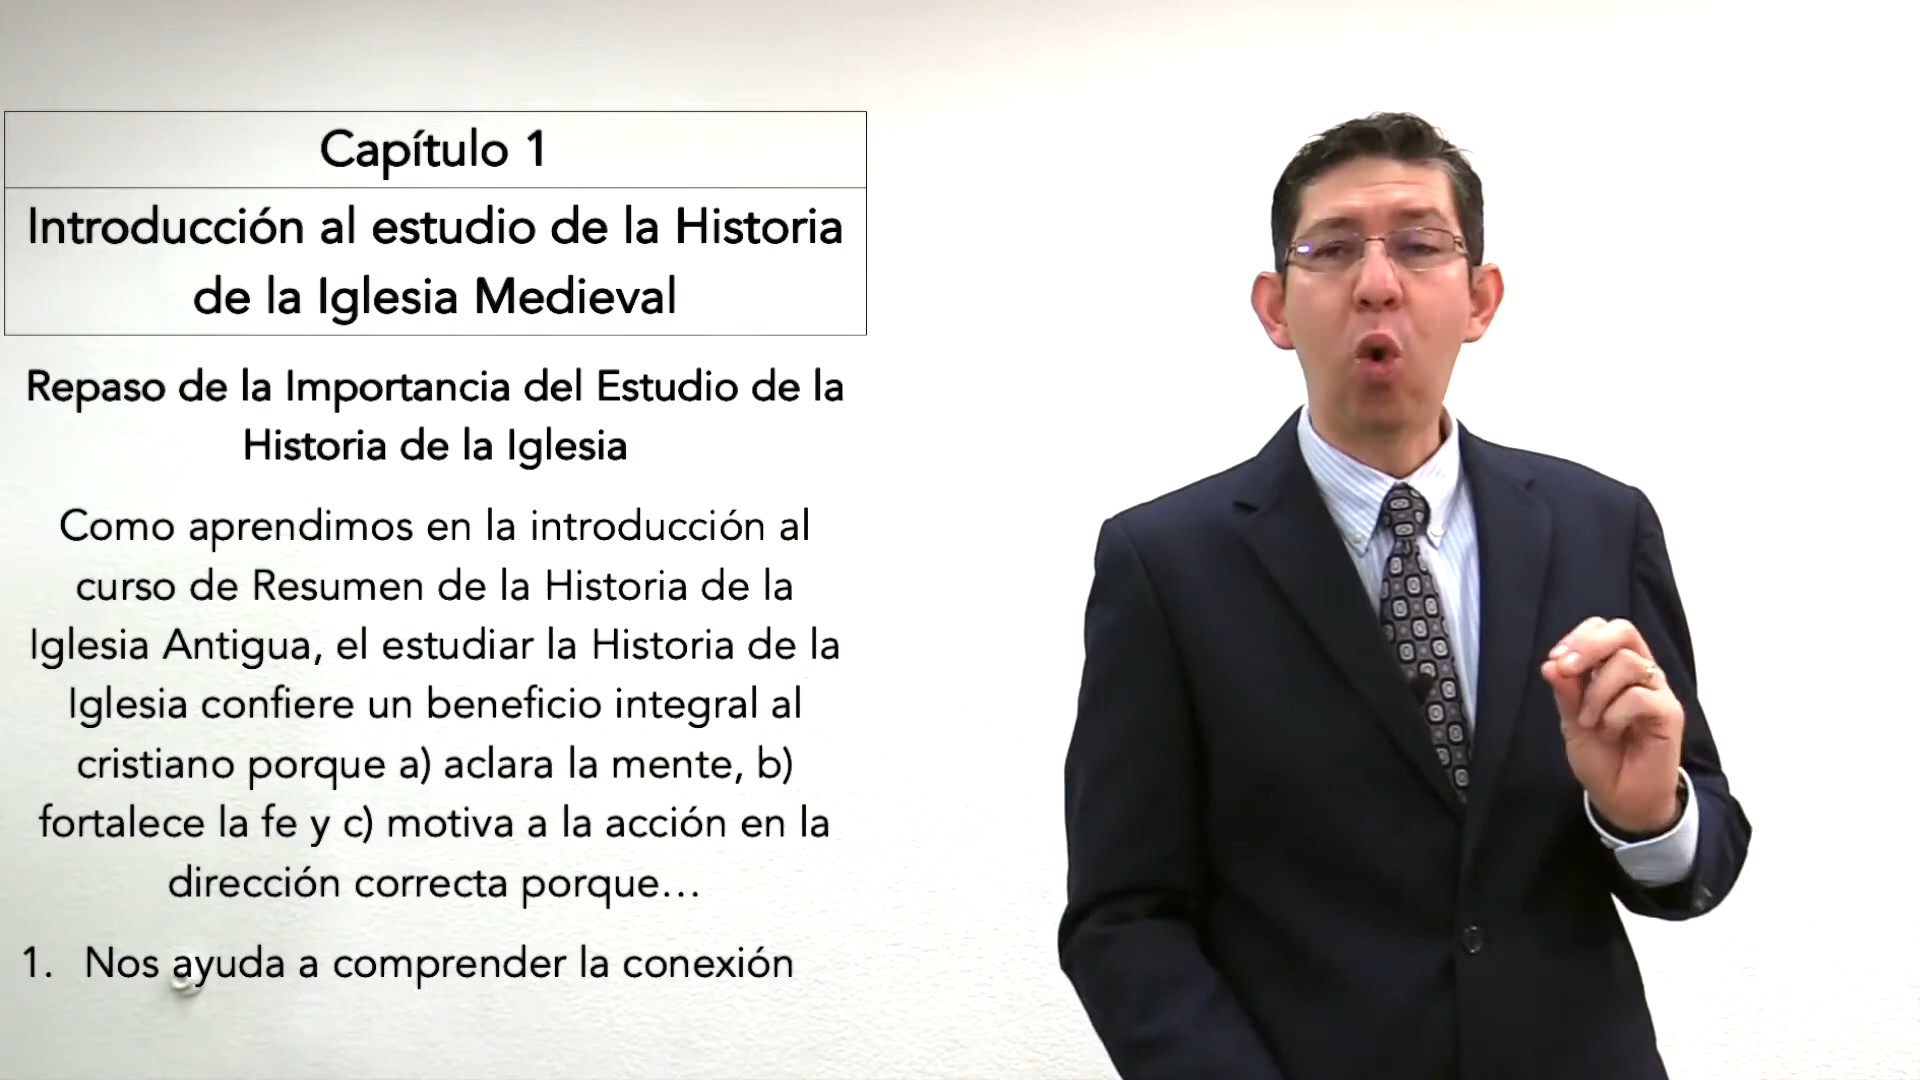 Capítulo 1
Introducción al estudio de la Historia
de la Iglesia Medieval
Repaso de la Importancia del Estudio de la
Historia de la Iglesia
Como aprendimos en la introducción al
curso de Resumen de la Historia de la
Iglesia Antigua, el estudiar la Historia de la
Iglesia confiere un beneficio integral al
cristiano porque a) aclara la mente, b)
fortalece la fe y c) motiva a la acción en la
dirección correcta porque…
1. Nos ayuda a comprender la conexión